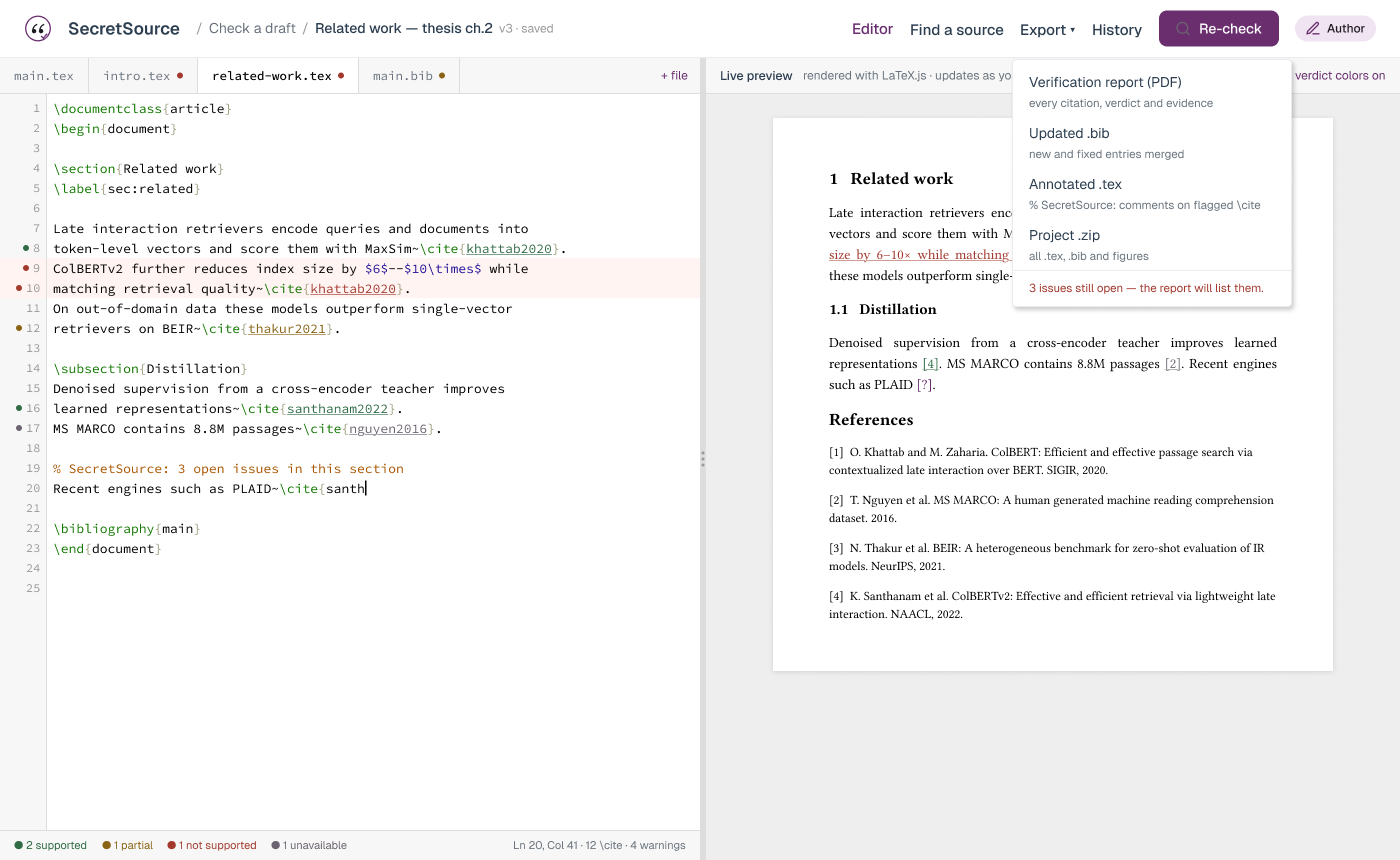 SecretSource / Check a draft / Related work — thesis ch.2 v3 · saved
Editor Find a source Export ▾ History Re-check Author
main.tex intro.tex related-work.tex main.bib + file
Live preview rendered with LaTeX.js · updates as yo verdict colors on
Verification report (PDF)
every citation, verdict and evidence
Updated .bib
new and fixed entries merged
Annotated .tex
% SecretSource: comments on flagged \cite
Project .zip
all .tex, .bib and figures
3 issues still open — the report will list them.
1 \documentclass{article}
2 \begin{document}
3
4 \section{Related work}
5 \label{sec:related}
6
7 Late interaction retrievers encode queries and documents into
8 token-level vectors and score them with MaxSim~\cite{khattab2020}.
9 ColBERTv2 further reduces index size by $6$--$10\times$ while
10 matching retrieval quality~\cite{khattab2020}.
11 On out-of-domain data these models outperform single-vector
12 retrievers on BEIR~\cite{thakur2021}.
13
14 \subsection{Distillation}
15 Denoised supervision from a cross-encoder teacher improves
16 learned representations~\cite{santhanam2022}.
17 MS MARCO contains 8.8M passages~\cite{nguyen2016}.
18
19 % SecretSource: 3 open issues in this section
20 Recent engines such as PLAID~\cite{santh
21
22 \bibliography{main}
23 \end{document}
24
25
1 Related work
Late interaction retrievers enc
vectors and score them with M
size by 6–10× while matching
these models outperform single-
1.1 Distillation
Denoised supervision from a cross-encoder teacher improves learned
representations [4]. MS MARCO contains 8.8M passages [2]. Recent engines
such as PLAID [?].
References
[1] O. Khattab and M. Zaharia. ColBERT: Efficient and effective passage search via
contextualized late interaction over BERT. SIGIR, 2020.
[2] T. Nguyen et al. MS MARCO: A human generated machine reading comprehension
dataset. 2016.
[3] N. Thakur et al. BEIR: A heterogeneous benchmark for zero-shot evaluation of IR
models. NeurIPS, 2021.
[4] K. Santhanam et al. ColBERTv2: Effective and efficient retrieval via lightweight late
interaction. NAACL, 2022.
2 supported 1 partial 1 not supported 1 unavailable Ln 20, Col 41 · 12 \cite · 4 warnings